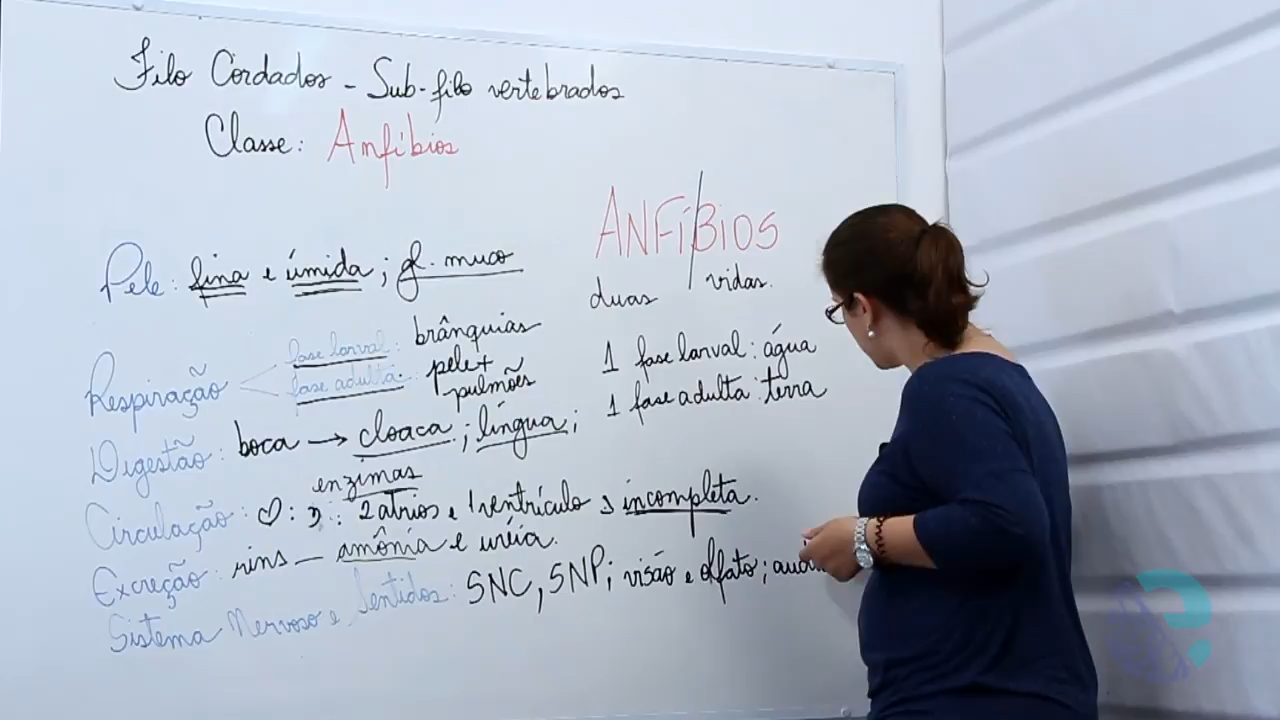 Filo Cordados - Sub-filo vertebrados
Classe: Anfíbios
ANFíBIOS
duas vidas.
1 fase larval: água
1 fase adulta: terra
Pele: fina e úmida; gl. muco
Respiração
fase larval: brânquias
fase adulta: pele +
pulmões
Digestão: boca → cloaca; língua;
enzimas
Circulação: ♡: 3: 2 átrios e 1 ventrículo incompleta.
Excreção: rins - amônia e uréia.
Sistema Nervoso e Sentidos: SNC, SNP; visão e olfato;